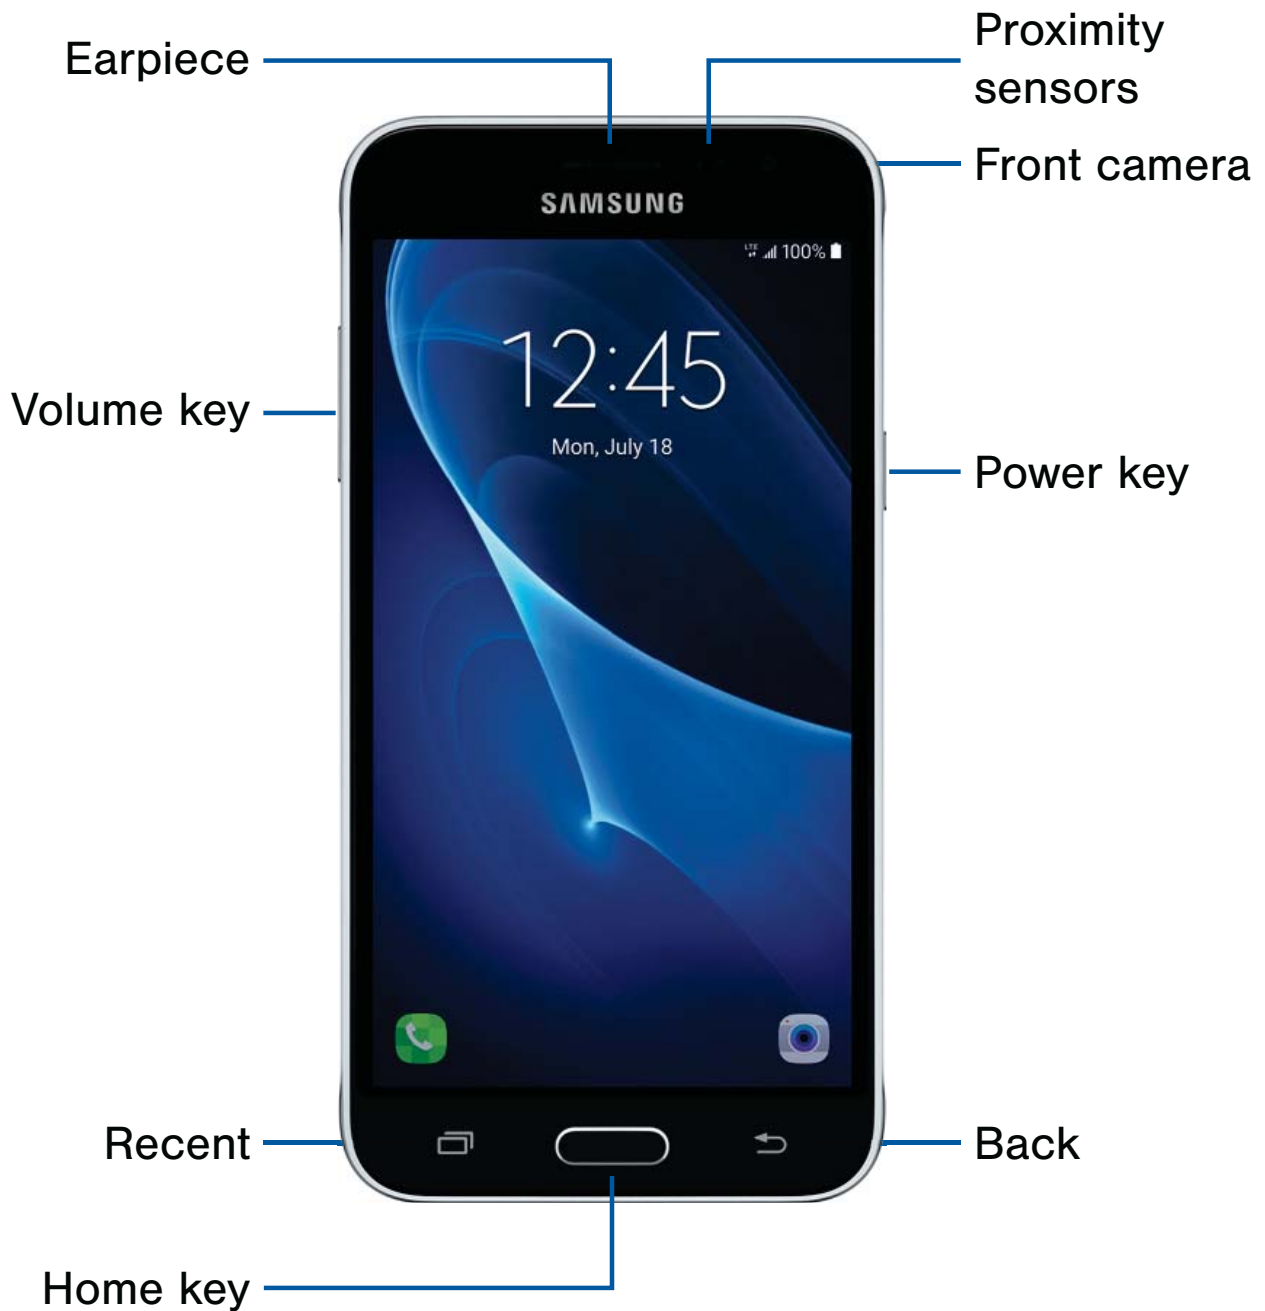 Earpiece
Proximity
sensors
Front camera
SAMSUNG
LTE 100%
12:45
Mon, July 18
Volume key
Power key
Recent
Back
Home key